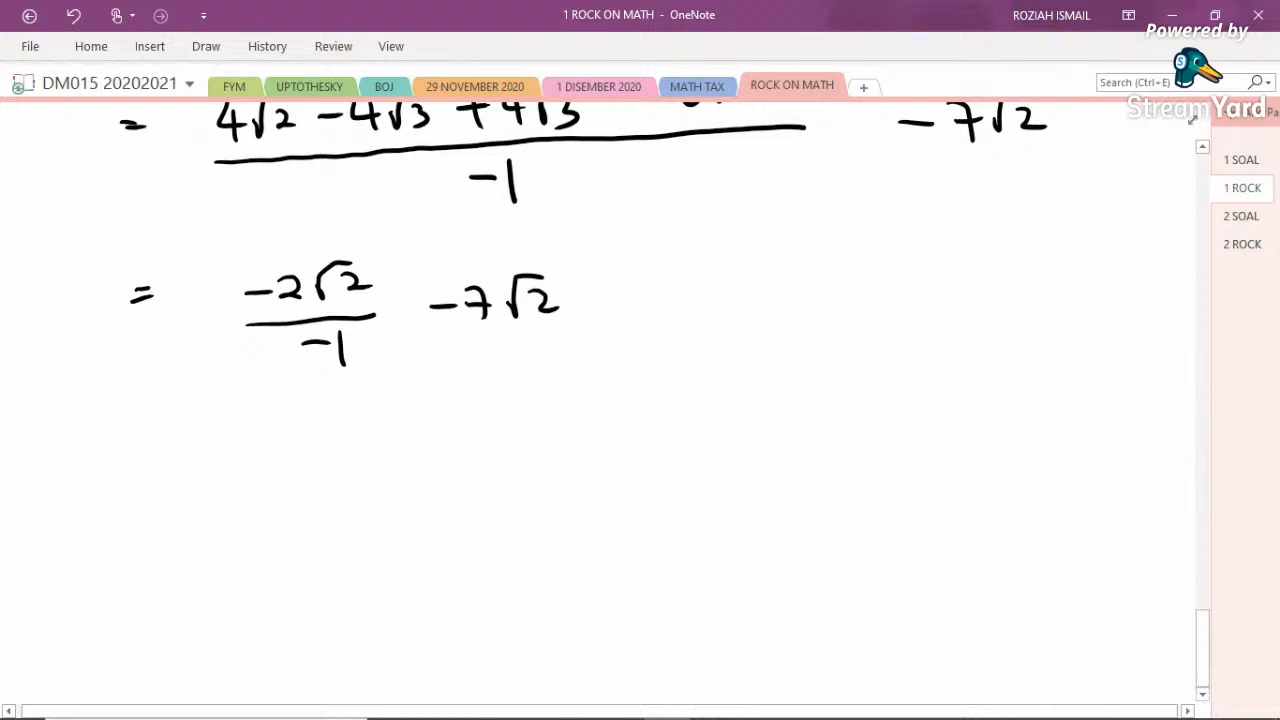 1 ROCK ON MATH - OneNote
ROZIAH ISMAIL
Powered by
File Home Insert Draw History Review View
StreamYard
DM015 20202021 FYM UPTOTHESKY BOJ 29 NOVEMBER 2020 1 DISEMBER 2020 MATH TAX ROCK ON MATH + Search (Ctrl+E)
Pa
= 4√2 - 4√3 + 4√3 - 7√2
-1
1 SOAL
1 ROCK
2 SOAL
2 ROCK
= -2√2 - 7√2
-1